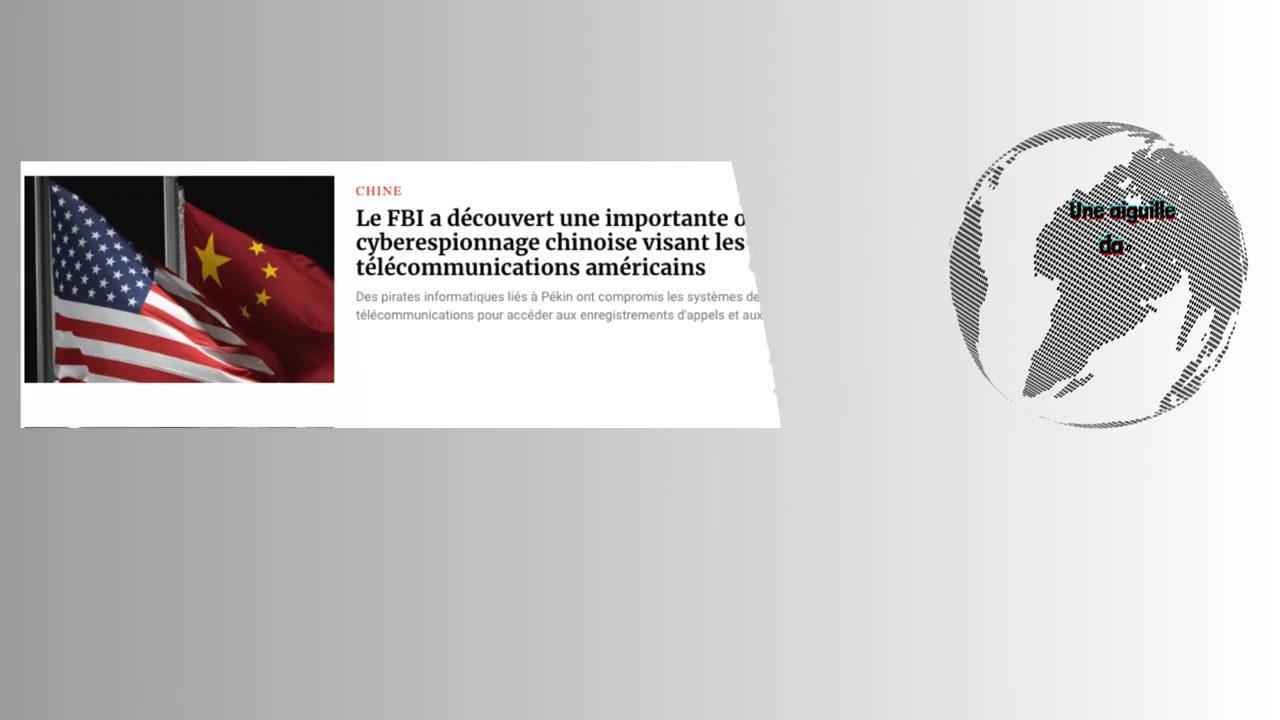 CHINE
Le FBI a découvert une importante o
cyberespionnage chinoise visant les
télécommunications américains
Des pirates informatiques liés à Pékin ont compromis les systèmes de
télécommunications pour accéder aux enregistrements d'appels et aux
Une aiguille
da